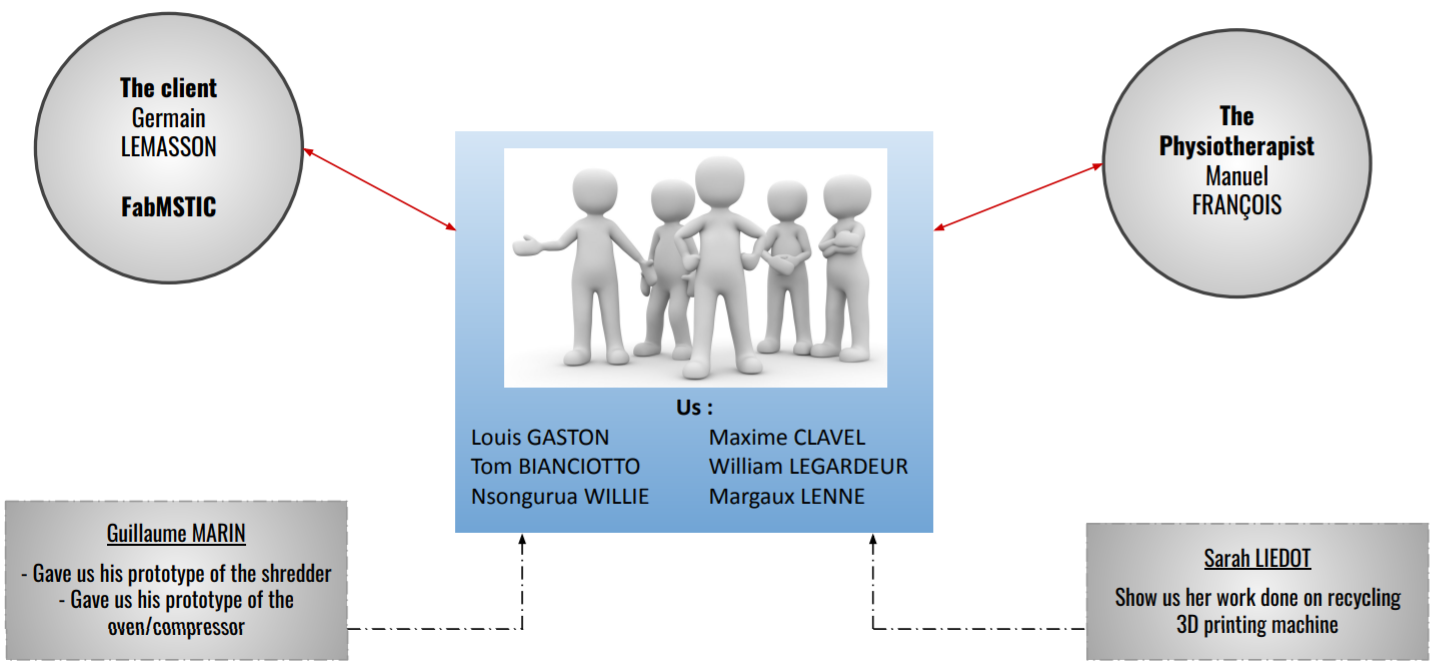 The client
Germain
LEMASSON
FabMSTIC
The
Physiotherapist
Manuel
FRANÇOIS
Us :
Louis GASTON
Tom BIANCIOTTO
Nsongurua WILLIE
Maxime CLAVEL
William LEGARDEUR
Margaux LENNE
Guillaume MARIN
- Gave us his prototype of the shredder
- Gave us his prototype of the
oven/compressor
Sarah LIEDOT
Show us her work done on recycling
3D printing machine